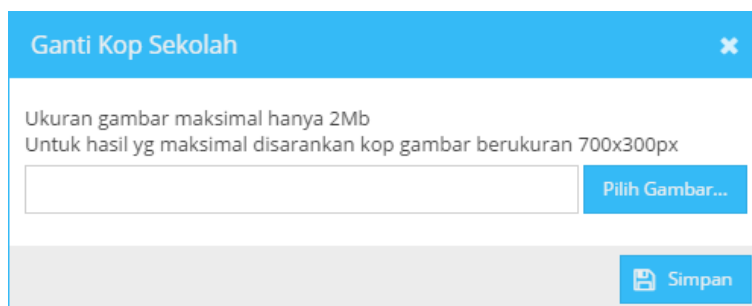 Ganti Kop Sekolah
Ukuran gambar maksimal hanya 2Mb
Untuk hasil yg maksimal disarankan kop gambar berukuran 700x300px
Pilih Gambar...
Simpan